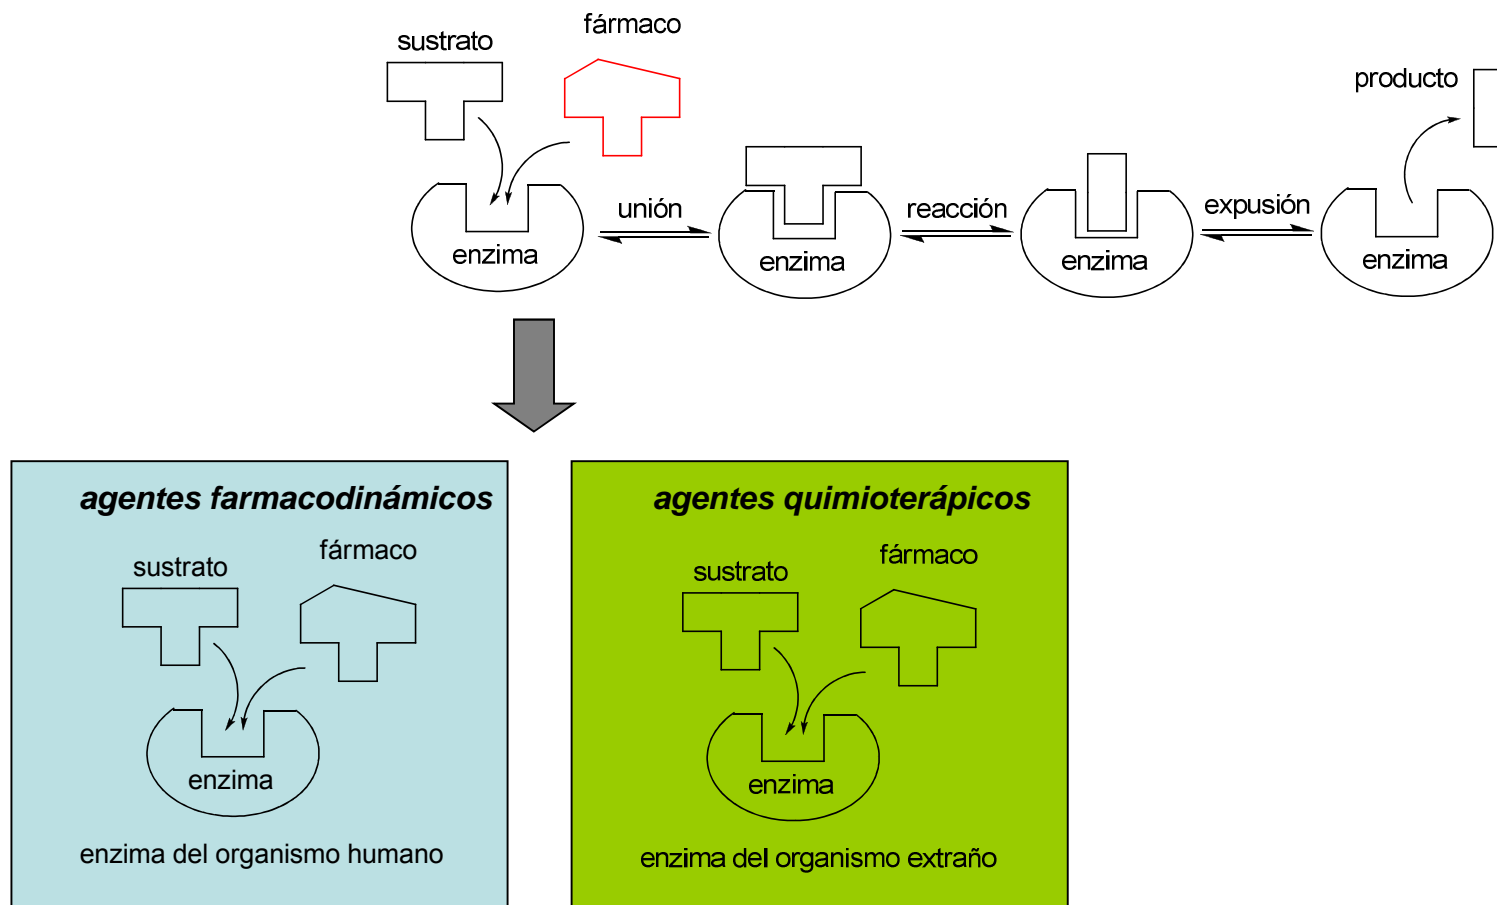 sustrato
fármaco
producto
unión
reacción
expusión
enzima
enzima
enzima
enzima
agentes farmacodinámicos
sustrato
fármaco
enzima
enzima del organismo humano
agentes quimioterápicos
sustrato
fármaco
enzima
enzima del organismo extraño